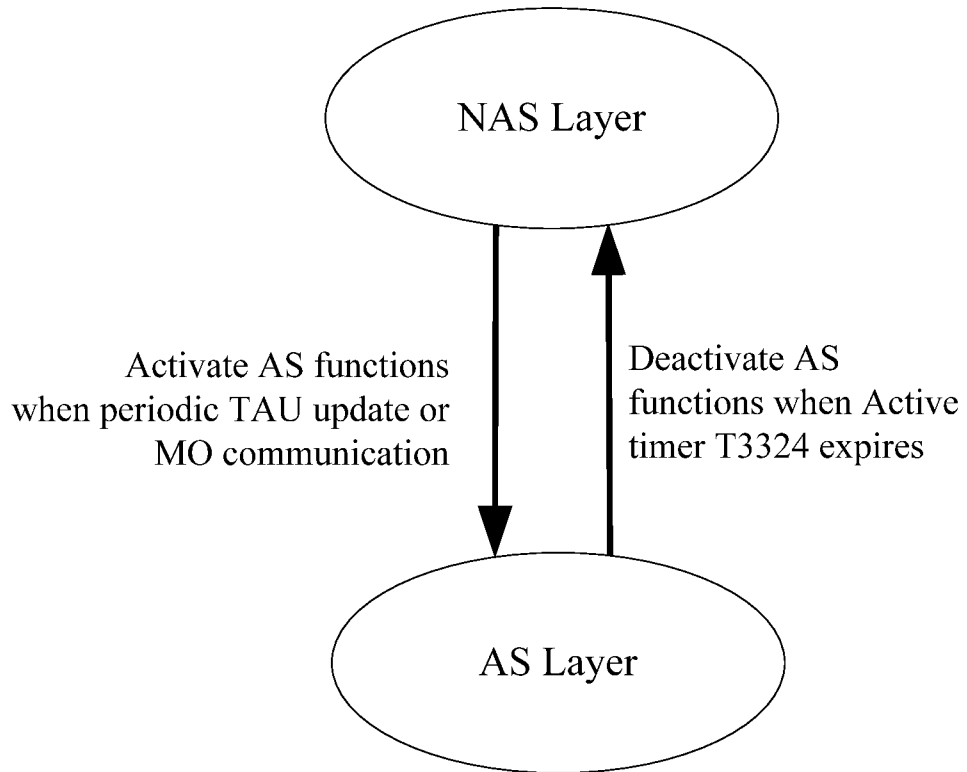 NAS Layer
Activate AS functions
when periodic TAU update or
MO communication
Deactivate AS
functions when Active
timer T3324 expires
AS Layer